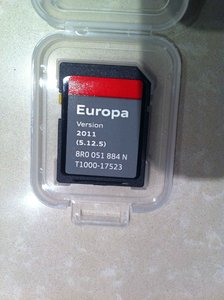 Europa
Version
2011
(5.12.5)
8R0 051 884 N
T1000-17523